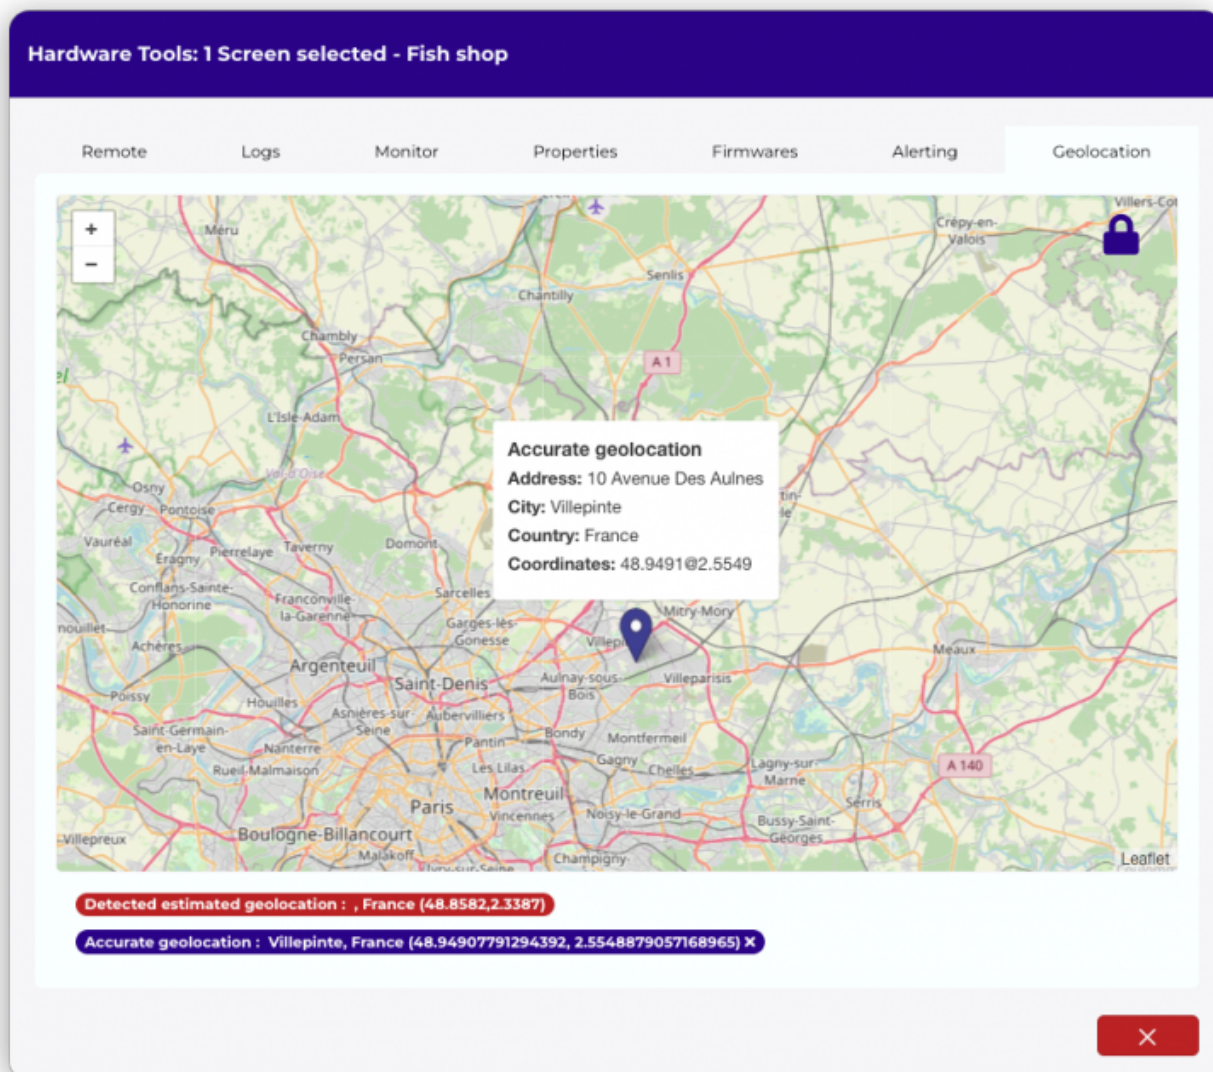 Hardware Tools: 1 Screen selected - Fish shop
Remote
Logs
Monitor
Properties
Firmwares
Alerting
Geolocation
+
−
Méru
Crépy-en-
Valois
Senlis
Chantilly
Chambly
Persan
A 1
L'Isle-Adam
Val-d'Oise
Accurate geolocation
Address: 10 Avenue Des Aulnes
City: Villepinte
Country: France
Coordinates: 48.9491@2.5549
Osny
Cergy
Pontoise
Vauréal
Éragny
Pierrelaye
Taverny
Domont
Conflans-Sainte-
Honorine
Franconville-
la-Garenne
Sarcelles
Garges-lès-
Gonesse
Mitry-Mory
Achères
Argenteuil
Saint-Denis
Aulnay-sous-
Bois
Villeparisis
Meaux
Poissy
Houilles
Asnières-sur-
Seine
Aubervilliers
Saint-Germain-
en-Laye
Nanterre
Pantin
Bondy
Montfermeil
Rueil-Malmaison
Les Lilas
Gagny
Chelles
Lagny-sur-
Marne
A 140
Paris
Montreuil
Vincennes
Noisy-le-Grand
Serris
Bussy-Saint-
Georges
Villepreux
Boulogne-Billancourt
Malakoff
Champigny-
Leaflet
Detected estimated geolocation : , France (48.8582,2.3387)
Accurate geolocation : Villepinte, France (48.94907791294392, 2.5548879057168965) ×